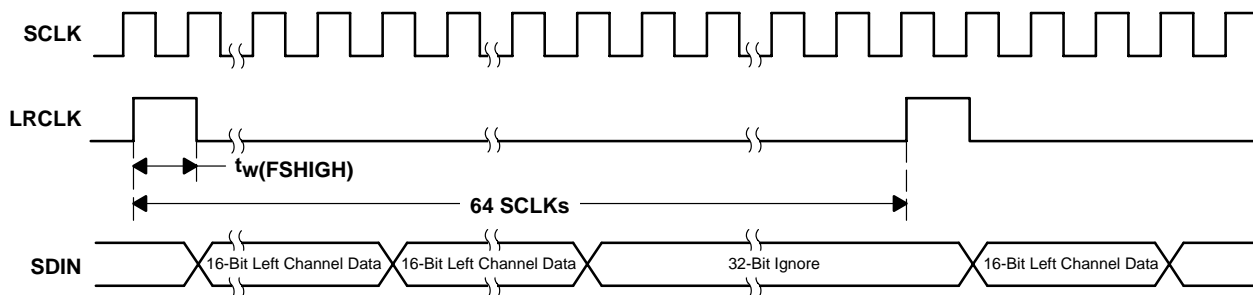 SCLK
LRCLK
tw(FSHIGH)
64 SCLKs
SDIN
16-Bit Left Channel Data
16-Bit Left Channel Data
32-Bit Ignore
16-Bit Left Channel Data